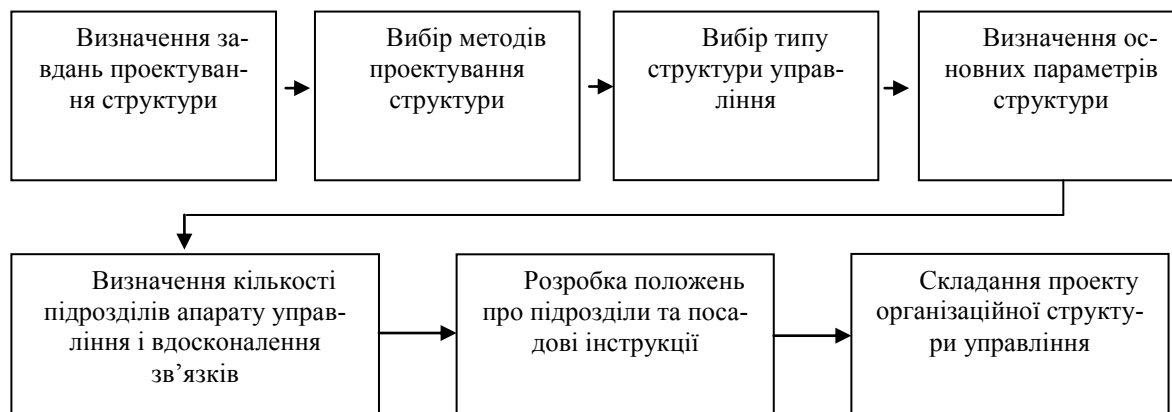 Визначення за-
вдань проектуван-
ня структури
Вибір методів
проектування
структури
Вибір типу
структури управ-
ління
Визначення ос-
новних параметрів
структури
Визначення кількості
підрозділів апарату управ-
ління і вдосконалення
зв’язків
Розробка положень
про підрозділи та поса-
дові інструкції
Складання проекту
організаційної структу-
ри управління